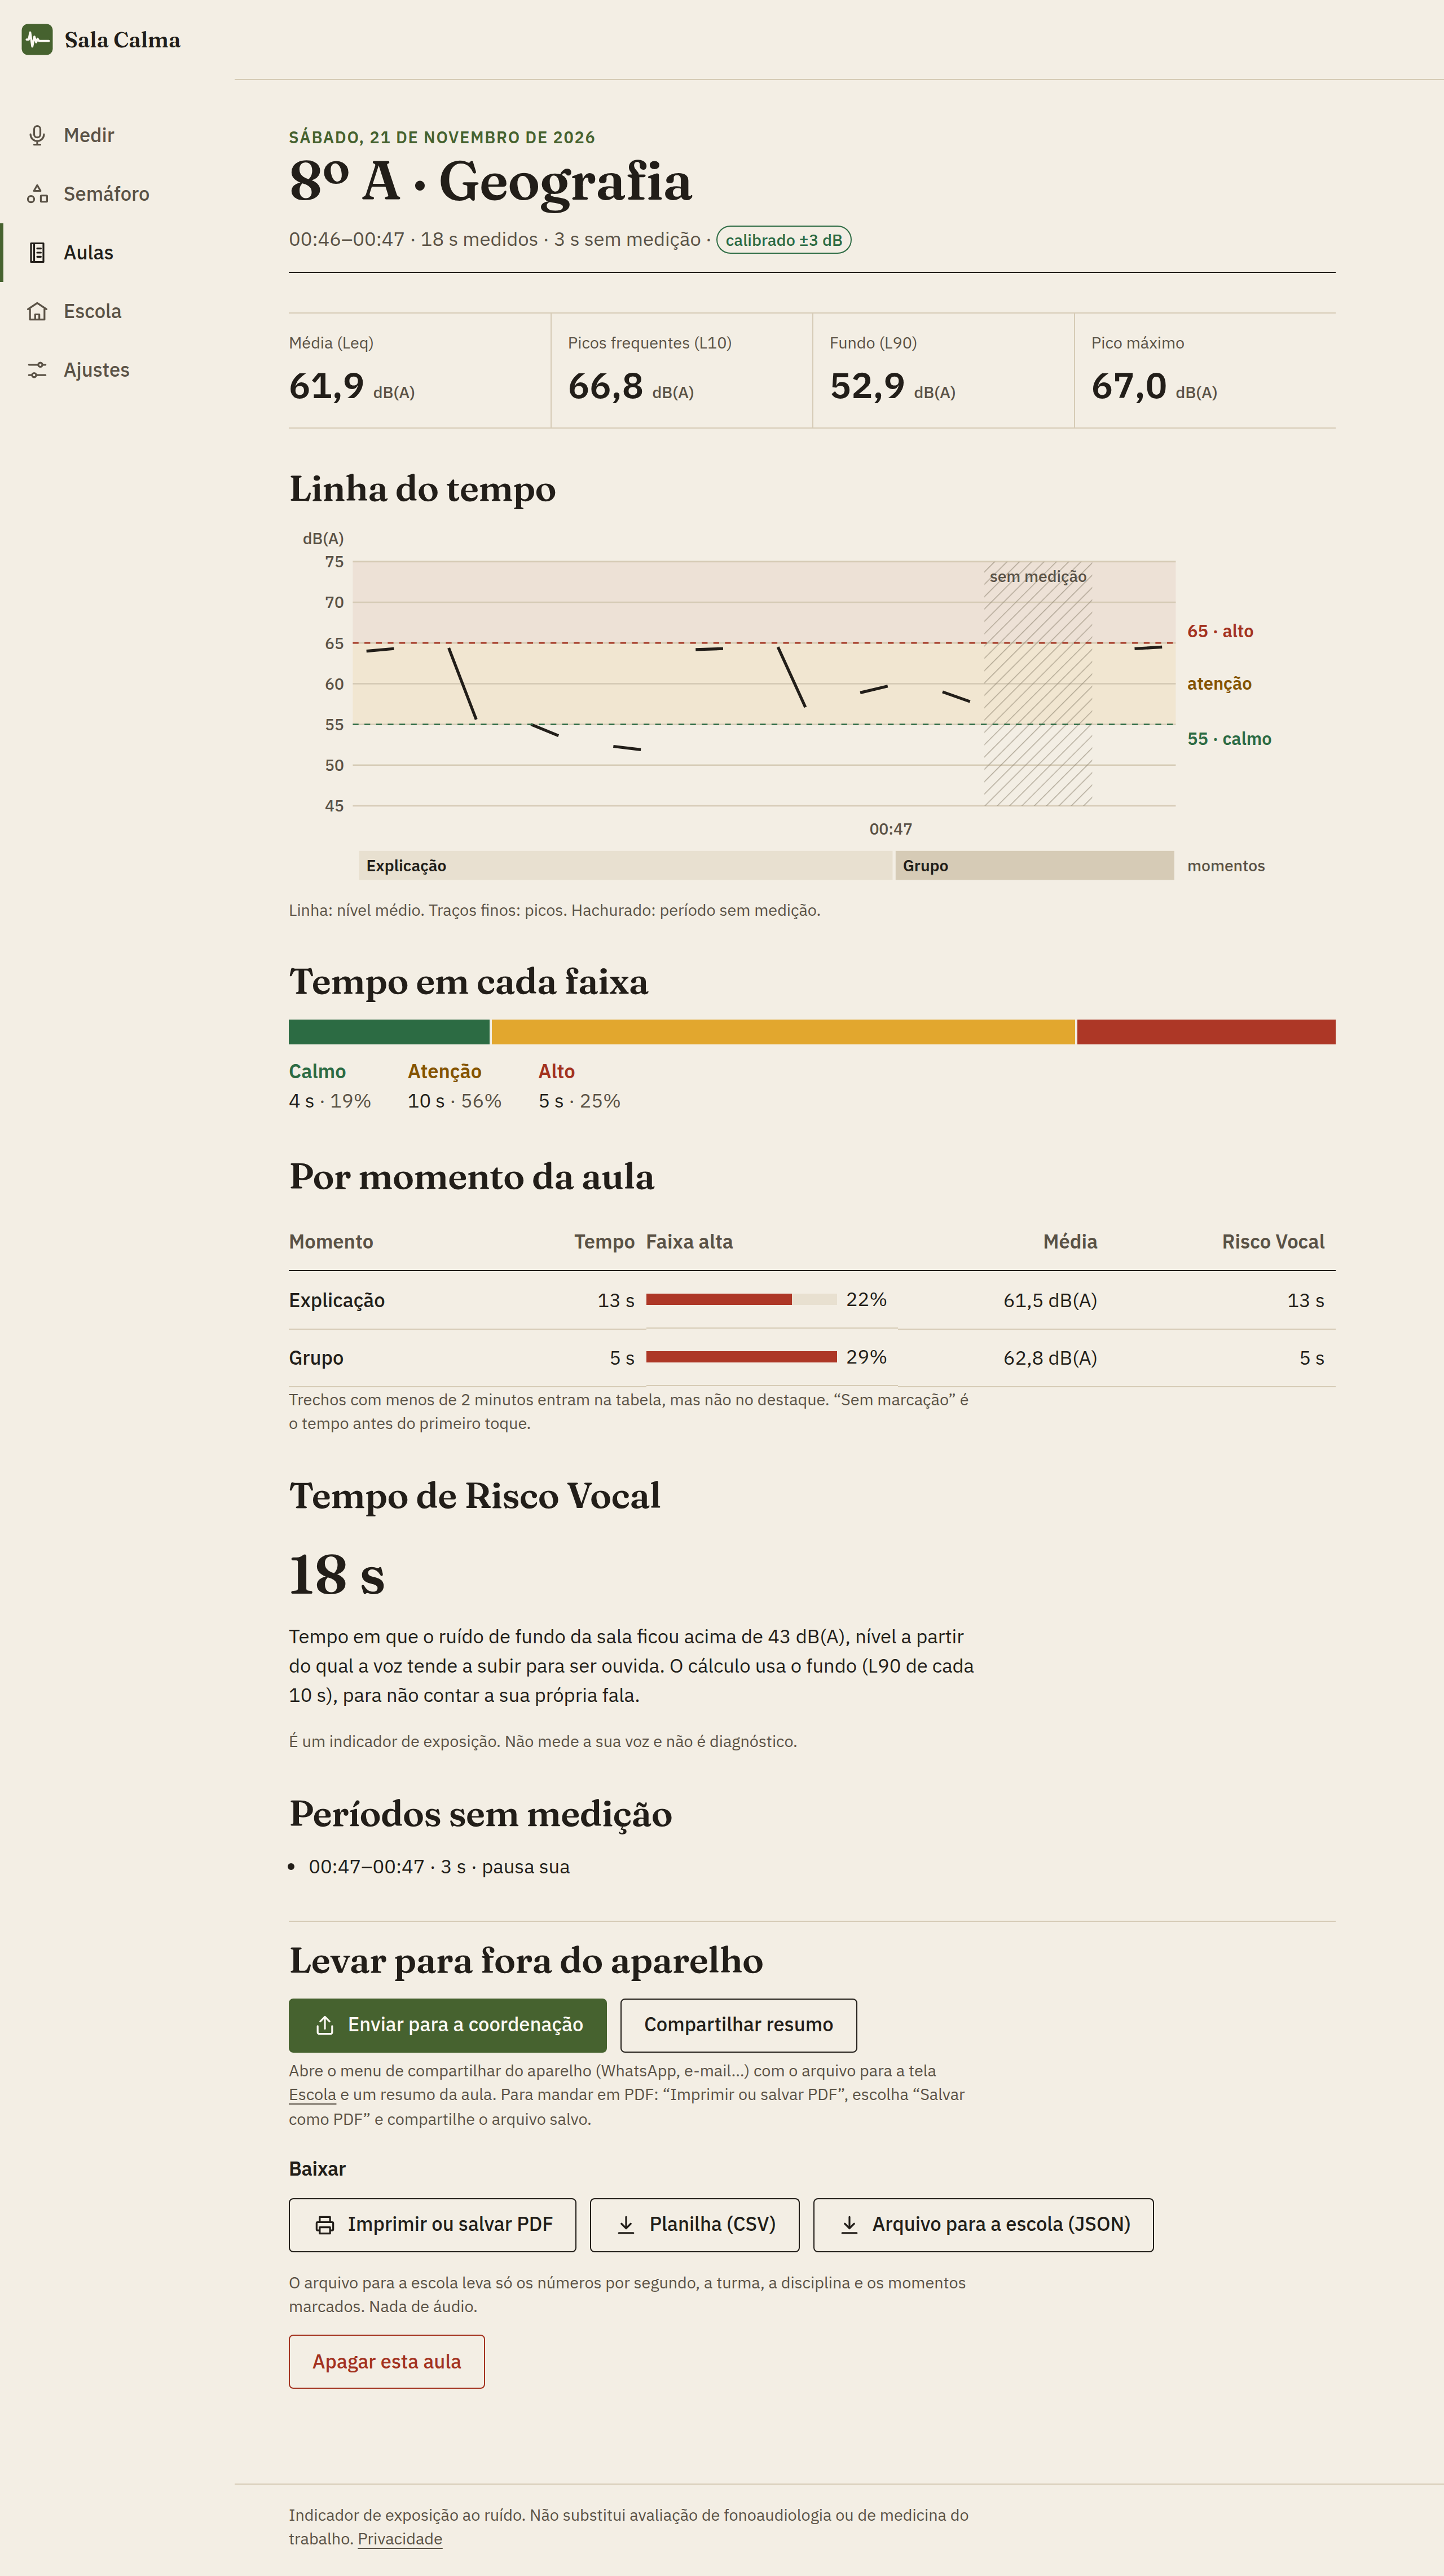 Sala Calma
Medir
Semáforo
Aulas
Escola
Ajustes
SÁBADO, 21 DE NOVEMBRO DE 2026
8º A · Geografia
00:46–00:47 · 18 s medidos · 3 s sem medição · calibrado ±3 dB
Média (Leq)
61,9 dB(A)
Picos frequentes (L10)
66,8 dB(A)
Fundo (L90)
52,9 dB(A)
Pico máximo
67,0 dB(A)
Linha do tempo
dB(A)
75
70
65
60
55
50
45
sem medição
65 · alto
atenção
55 · calmo
00:47
Explicação
Grupo
momentos
Linha: nível médio. Traços finos: picos. Hachurado: período sem medição.
Tempo em cada faixa
Calmo
4 s · 19%
Atenção
10 s · 56%
Alto
5 s · 25%
Por momento da aula
Momento Tempo Faixa alta Média Risco Vocal
Explicação 13 s 22% 61,5 dB(A) 13 s
Grupo 5 s 29% 62,8 dB(A) 5 s
Trechos com menos de 2 minutos entram na tabela, mas não no destaque. “Sem marcação” é
o tempo antes do primeiro toque.
Tempo de Risco Vocal
18 s
Tempo em que o ruído de fundo da sala ficou acima de 43 dB(A), nível a partir
do qual a voz tende a subir para ser ouvida. O cálculo usa o fundo (L90 de cada
10 s), para não contar a sua própria fala.
É um indicador de exposição. Não mede a sua voz e não é diagnóstico.
Períodos sem medição
• 00:47–00:47 · 3 s · pausa sua
Levar para fora do aparelho
Enviar para a coordenação
Compartilhar resumo
Abre o menu de compartilhar do aparelho (WhatsApp, e-mail…) com o arquivo para a tela
Escola e um resumo da aula. Para mandar em PDF: “Imprimir ou salvar PDF”, escolha “Salvar
como PDF” e compartilhe o arquivo salvo.
Baixar
Imprimir ou salvar PDF
Planilha (CSV)
Arquivo para a escola (JSON)
O arquivo para a escola leva só os números por segundo, a turma, a disciplina e os momentos
marcados. Nada de áudio.
Apagar esta aula
Indicador de exposição ao ruído. Não substitui avaliação de fonoaudiologia ou de medicina do
trabalho. Privacidade